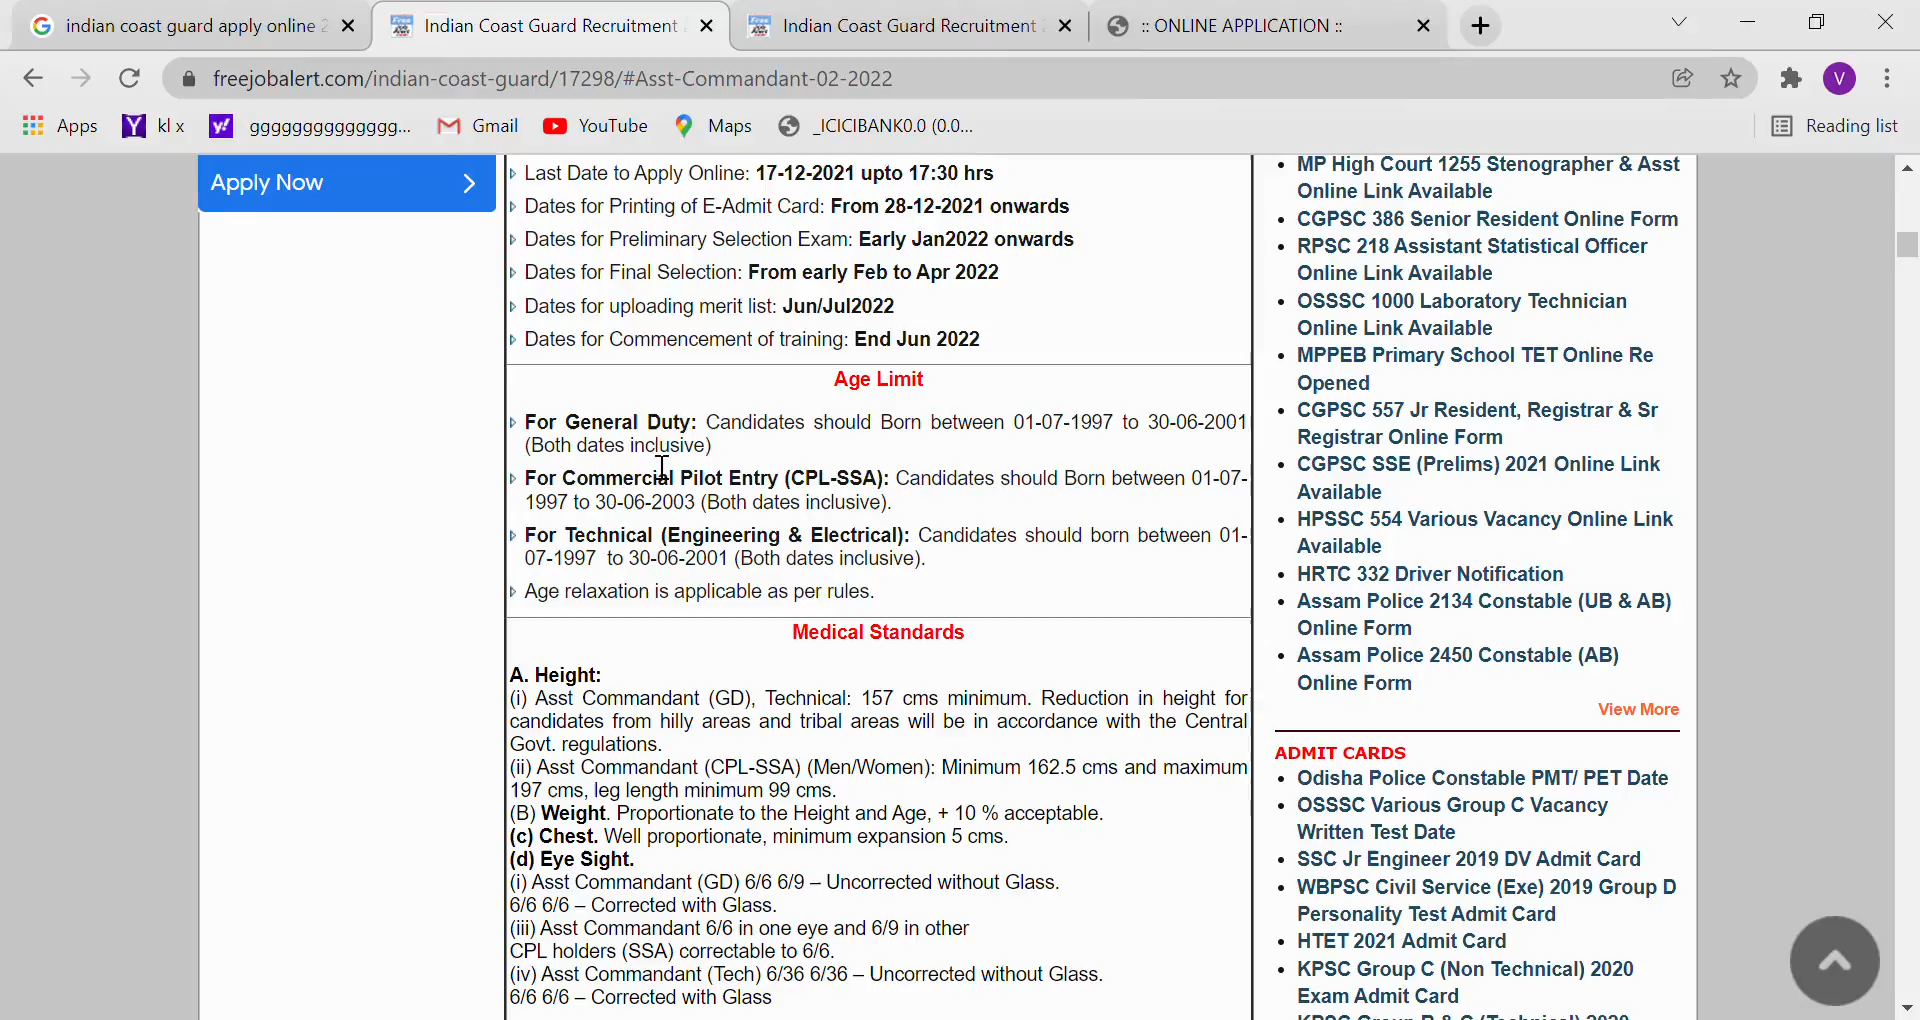 indian coast guard apply online 2
Indian Coast Guard Recruitment
Indian Coast Guard Recruitment 2
:: ONLINE APPLICATION ::
freejobalert.com/indian-coast-guard/17298/#Asst-Commandant-02-2022
V
Apps
kl x
gggggggggggggg...
Gmail
YouTube
Maps
_ICICIBANK0.0 (0.0...
Reading list
Apply Now
Last Date to Apply Online: 17-12-2021 upto 17:30 hrs
Dates for Printing of E-Admit Card: From 28-12-2021 onwards
Dates for Preliminary Selection Exam: Early Jan2022 onwards
Dates for Final Selection: From early Feb to Apr 2022
Dates for uploading merit list: Jun/Jul2022
Dates for Commencement of training: End Jun 2022
Age Limit
For General Duty: Candidates should Born between 01-07-1997 to 30-06-2001
(Both dates inclusive)
For Commercial Pilot Entry (CPL-SSA): Candidates should Born between 01-07-
1997 to 30-06-2003 (Both dates inclusive).
For Technical (Engineering & Electrical): Candidates should born between 01-
07-1997 to 30-06-2001 (Both dates inclusive).
Age relaxation is applicable as per rules.
Medical Standards
A. Height:
(i) Asst Commandant (GD), Technical: 157 cms minimum. Reduction in height for
candidates from hilly areas and tribal areas will be in accordance with the Central
Govt. regulations.
(ii) Asst Commandant (CPL-SSA) (Men/Women): Minimum 162.5 cms and maximum
197 cms, leg length minimum 99 cms.
(B) Weight. Proportionate to the Height and Age, + 10 % acceptable.
(c) Chest. Well proportionate, minimum expansion 5 cms.
(d) Eye Sight.
(i) Asst Commandant (GD) 6/6 6/9 – Uncorrected without Glass.
6/6 6/6 – Corrected with Glass.
(iii) Asst Commandant 6/6 in one eye and 6/9 in other
CPL holders (SSA) correctable to 6/6.
(iv) Asst Commandant (Tech) 6/36 6/36 – Uncorrected without Glass.
6/6 6/6 – Corrected with Glass
MP High Court 1255 Stenographer & Asst
Online Link Available
CGPSC 386 Senior Resident Online Form
RPSC 218 Assistant Statistical Officer
Online Link Available
OSSSC 1000 Laboratory Technician
Online Link Available
MPPEB Primary School TET Online Re
Opened
CGPSC 557 Jr Resident, Registrar & Sr
Registrar Online Form
CGPSC SSE (Prelims) 2021 Online Link
Available
HPSSC 554 Various Vacancy Online Link
Available
HRTC 332 Driver Notification
Assam Police 2134 Constable (UB & AB)
Online Form
Assam Police 2450 Constable (AB)
Online Form
View More
ADMIT CARDS
Odisha Police Constable PMT/ PET Date
OSSSC Various Group C Vacancy
Written Test Date
SSC Jr Engineer 2019 DV Admit Card
WBPSC Civil Service (Exe) 2019 Group D
Personality Test Admit Card
HTET 2021 Admit Card
KPSC Group C (Non Technical) 2020
Exam Admit Card
KPSC Group B & C (Technical) 2020